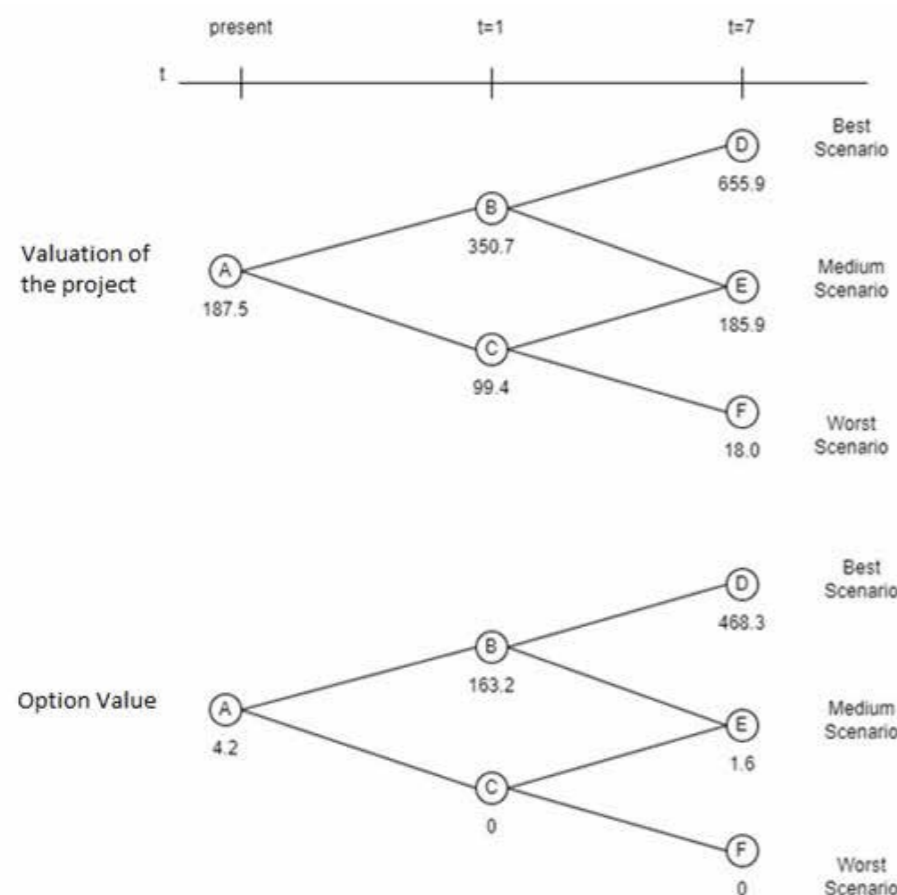 present t=1 t=7
t
D
Best
Scenario
655.9
B
350.7
Valuation of
the project
A
187.5
Medium
Scenario
E
185.9
C
99.4
F
Worst
Scenario
18.0
Best
Scenario
D
468.3
B
163.2
Option Value
A
4.2
Medium
Scenario
E
1.6
C
0
F
Worst
Scenario
0